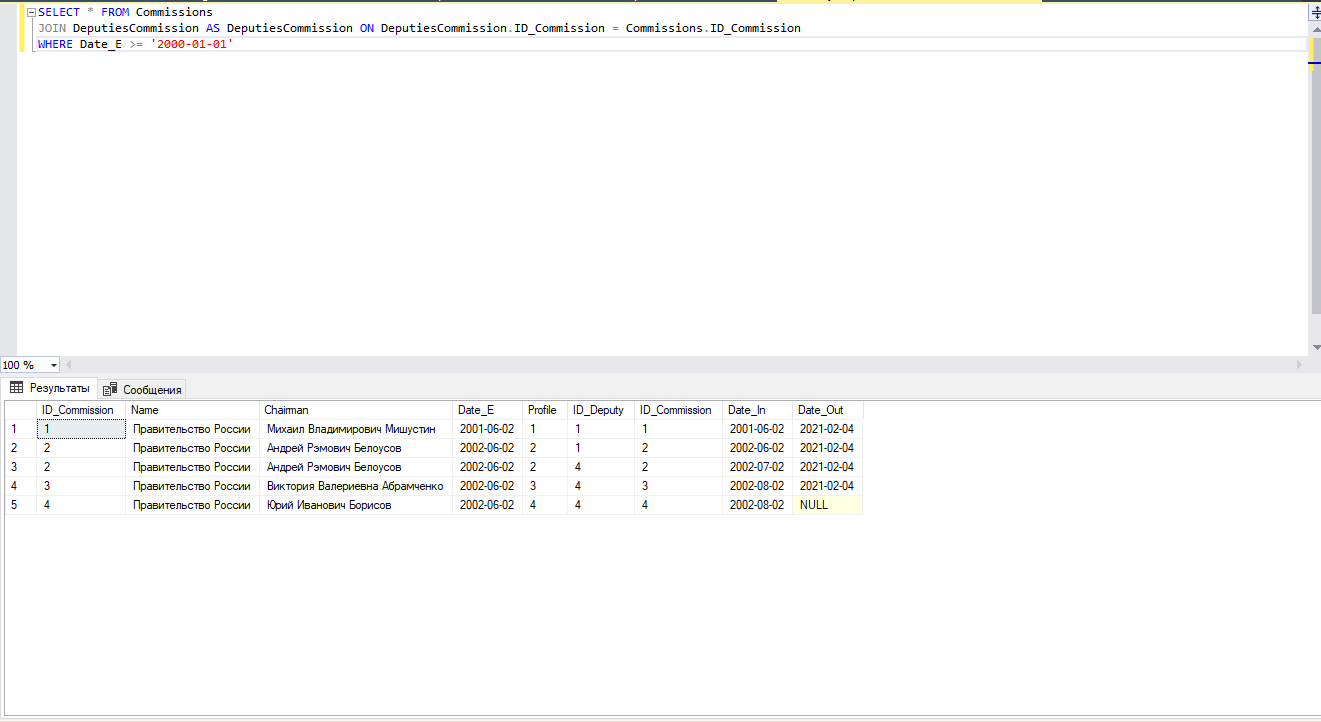 SELECT * FROM Commissions
JOIN DeputiesCommission AS DeputiesCommission ON DeputiesCommission.ID_Commission = Commissions.ID_Commission
WHERE Date_E >= '2000-01-01'
100 %
Результаты Сообщения
ID_Commission Name Chairman Date_E Profile ID_Deputy ID_Commission Date_In Date_Out
1 1 Правительство России Михаил Владимирович Мишустин 2001-06-02 1 1 1 2001-06-02 2021-02-04
2 2 Правительство России Андрей Рэмович Белоусов 2002-06-02 2 1 2 2002-06-02 2021-02-04
3 2 Правительство России Андрей Рэмович Белоусов 2002-06-02 2 4 2 2002-07-02 2021-02-04
4 3 Правительство России Виктория Валериевна Абрамченко 2002-06-02 3 4 3 2002-08-02 2021-02-04
5 4 Правительство России Юрий Иванович Борисов 2002-06-02 4 4 4 2002-08-02 NULL